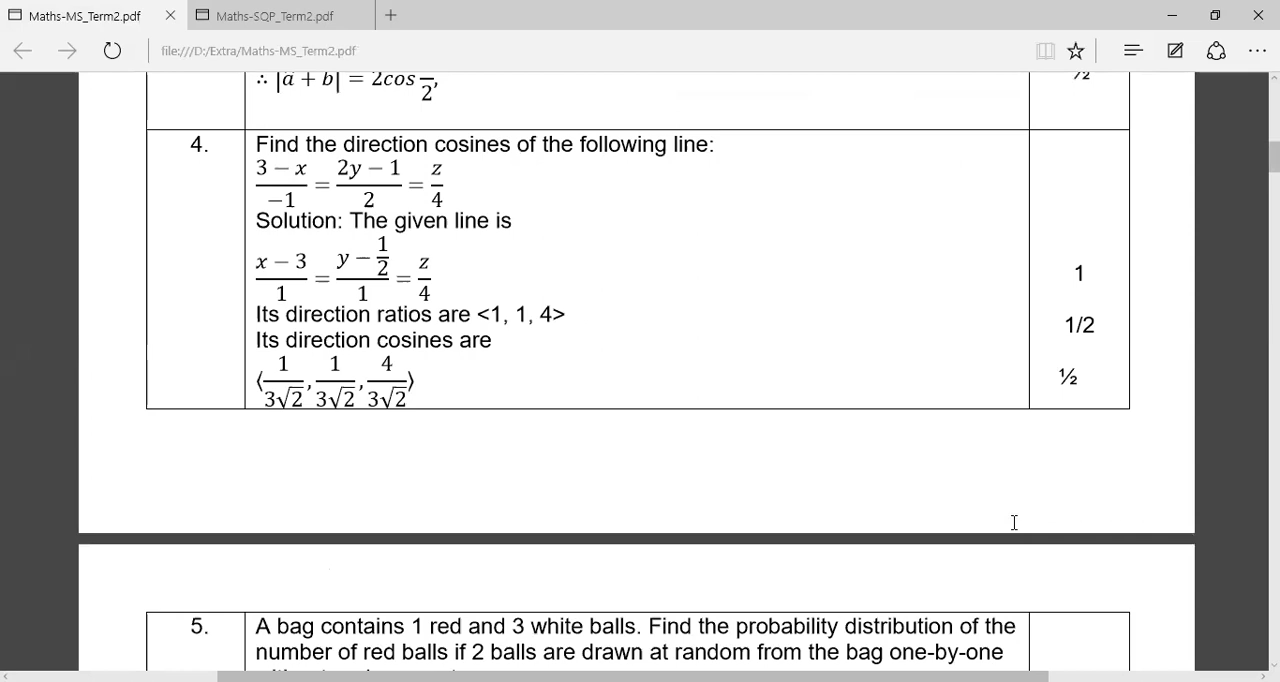 Maths-MS_Term2.pdf
Maths-SQP_Term2.pdf
file:///D:/Extra/Maths-MS_Term2.pdf
∴ |a + b| = 2cos /2,
½
4. Find the direction cosines of the following line:
(3 − x)/−1 = (2y − 1)/2 = z/4
Solution: The given line is
(x − 3)/1 = (y − 1/2)/1 = z/4
1
Its direction ratios are <1, 1, 4>
1/2
Its direction cosines are
⟨1/3√2, 1/3√2, 4/3√2⟩
½
5. A bag contains 1 red and 3 white balls. Find the probability distribution of the
number of red balls if 2 balls are drawn at random from the bag one-by-one